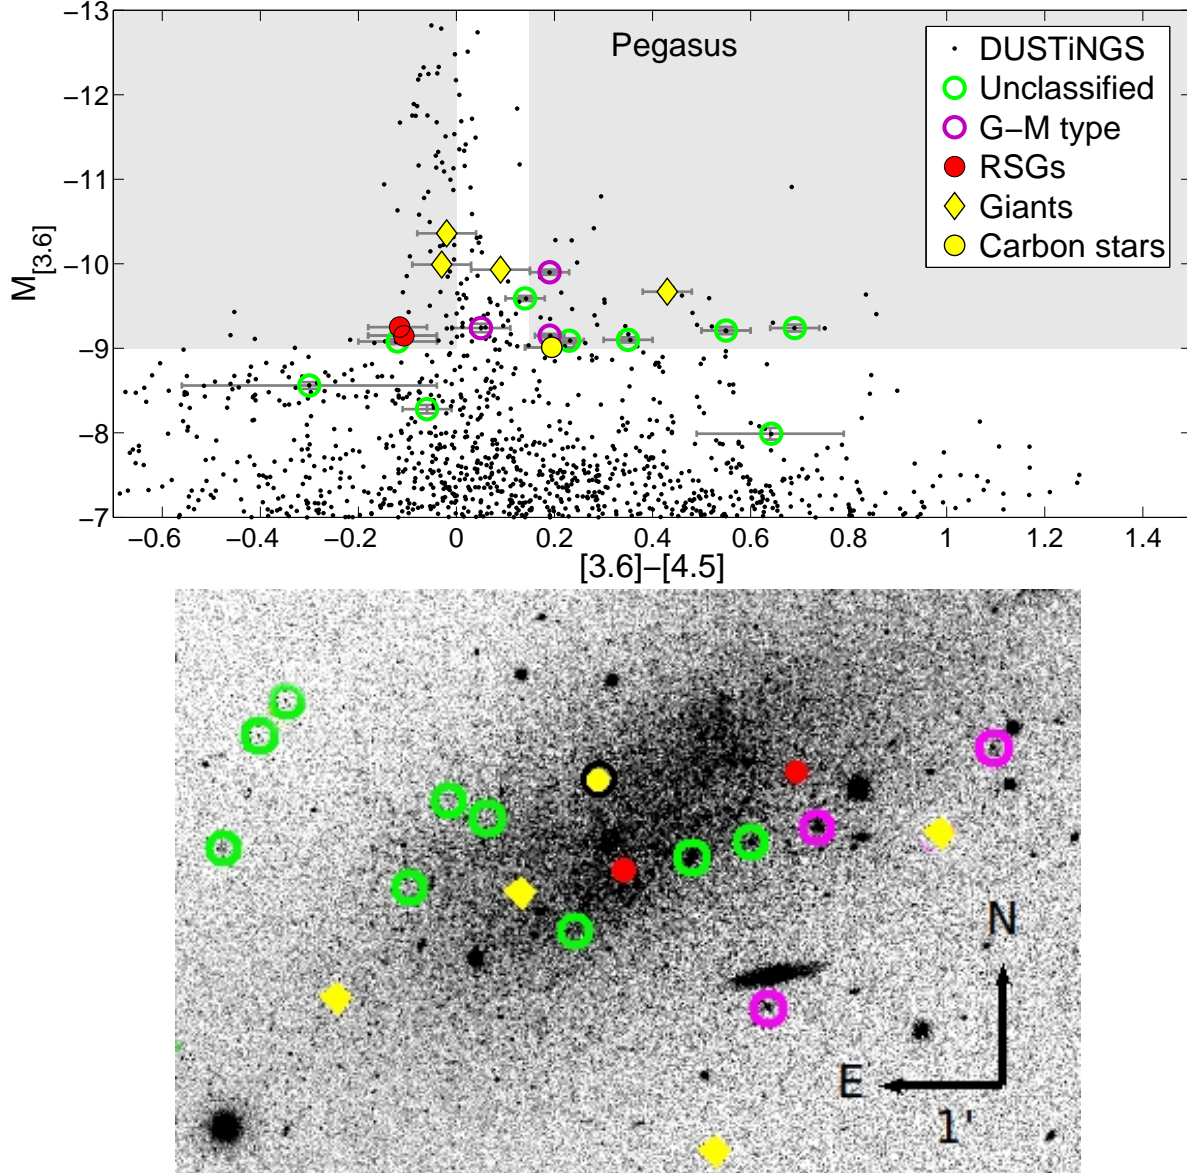 Pegasus
DUSTiNGS
Unclassified
G−M type
RSGs
Giants
Carbon stars
−13
−12
−11
−10
−9
−8
−7
M[3.6]
−0.6 −0.4 −0.2 0 0.2 0.4 0.6 0.8 1 1.2 1.4
[3.6]−[4.5]
N
E
1'